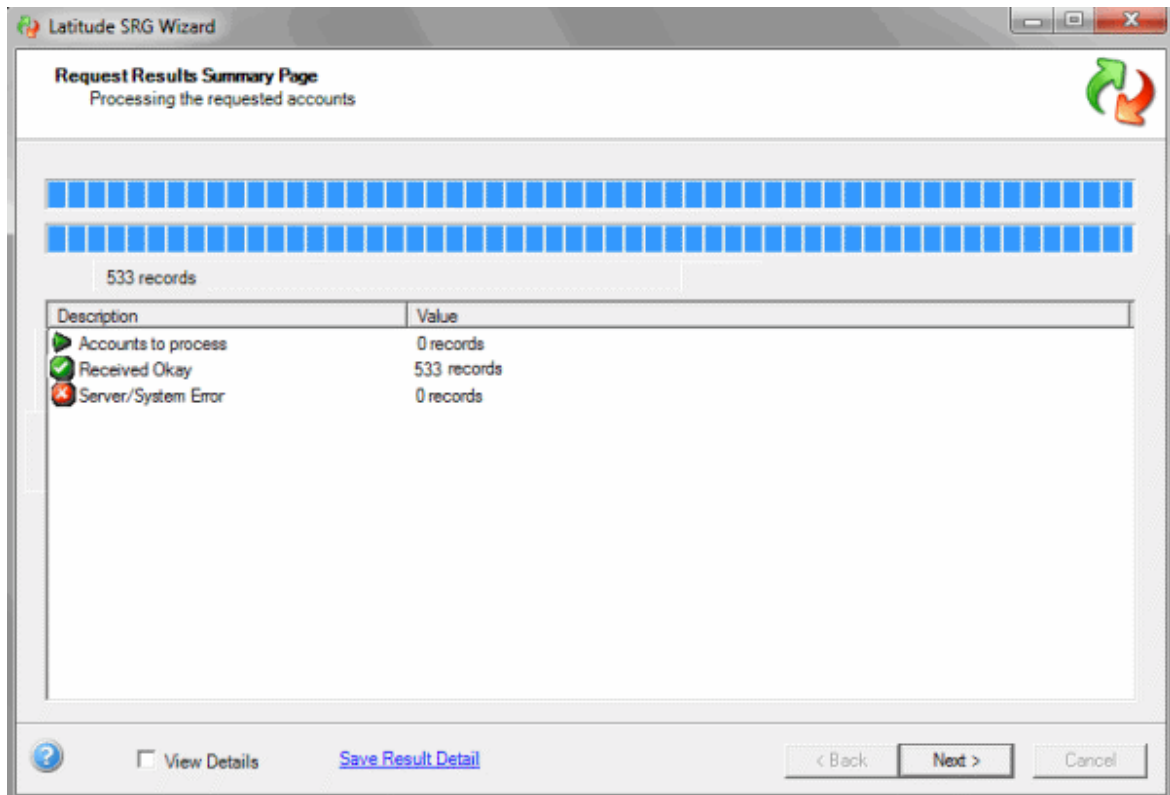 Latitude SRG Wizard
Request Results Summary Page
Processing the requested accounts
533 records
Description Value
Accounts to process 0 records
Received Okay 533 records
Server/System Error 0 records
View Details Save Result Detail < Back Next > Cancel